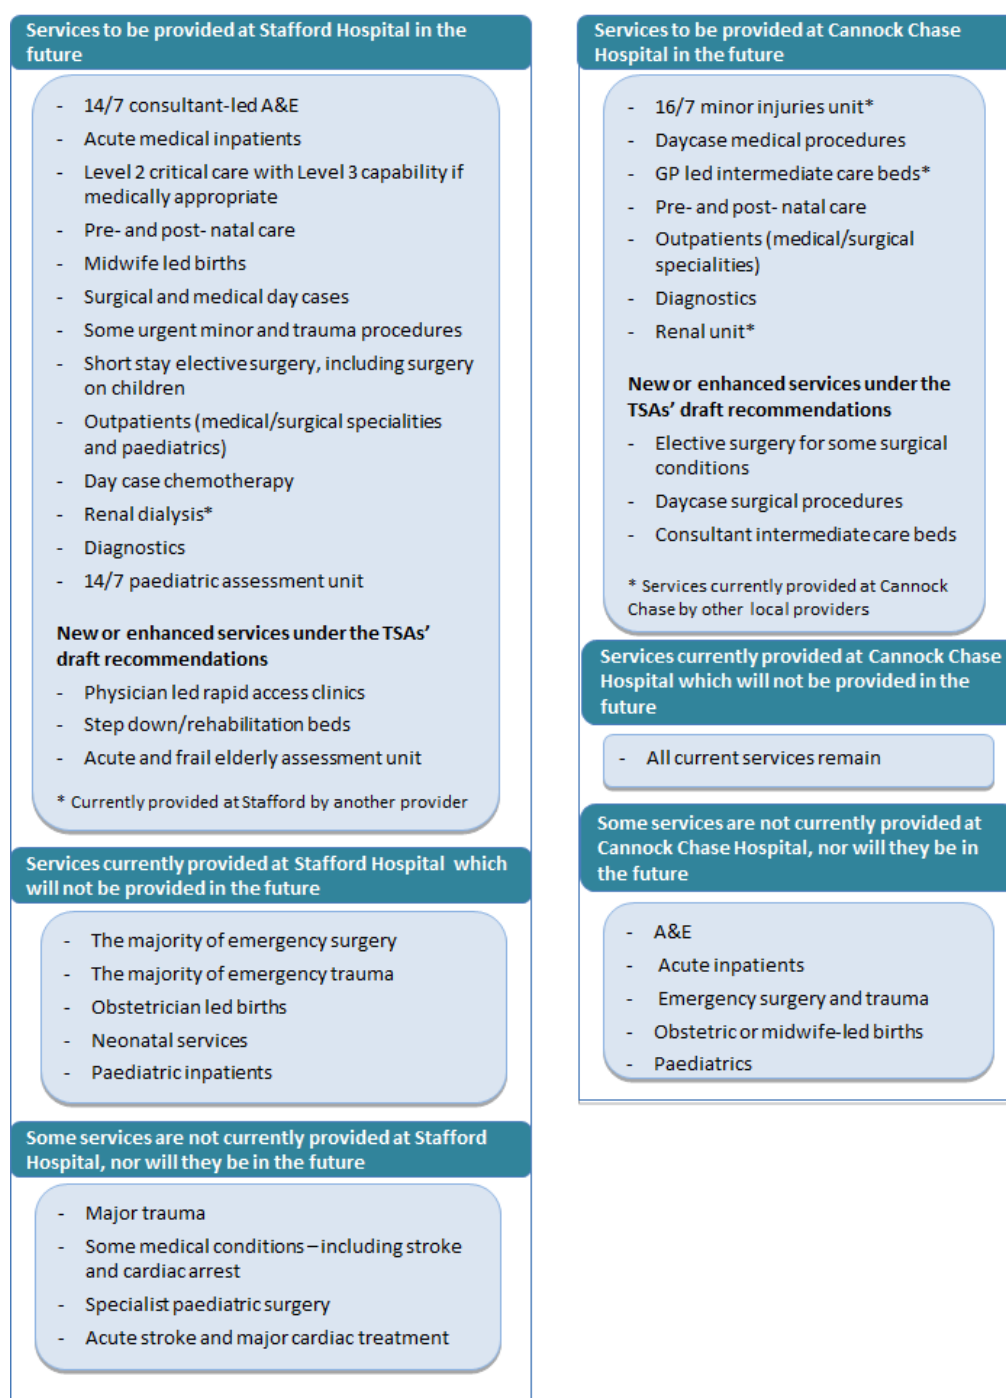 Services to be provided at Stafford Hospital in the
future
- 14/7 consultant-led A&E
- Acute medical inpatients
- Level 2 critical care with Level 3 capability if
medically appropriate
- Pre- and post- natal care
- Midwife led births
- Surgical and medical day cases
- Some urgent minor and trauma procedures
- Short stay elective surgery, including surgery
on children
- Outpatients (medical/surgical specialities
and paediatrics)
- Day case chemotherapy
- Renal dialysis*
- Diagnostics
- 14/7 paediatric assessment unit
New or enhanced services under the TSAs'
draft recommendations
- Physician led rapid access clinics
- Step down/rehabilitation beds
- Acute and frail elderly assessment unit
* Currently provided at Stafford by another provider
Services currently provided at Stafford Hospital which
will not be provided in the future
- The majority of emergency surgery
- The majority of emergency trauma
- Obstetrician led births
- Neonatal services
- Paediatric inpatients
Some services are not currently provided at Stafford
Hospital, nor will they be in the future
- Major trauma
- Some medical conditions – including stroke
and cardiac arrest
- Specialist paediatric surgery
- Acute stroke and major cardiac treatment
Services to be provided at Cannock Chase
Hospital in the future
- 16/7 minor injuries unit*
- Daycase medical procedures
- GP led intermediate care beds*
- Pre- and post- natal care
- Outpatients (medical/surgical
specialities)
- Diagnostics
- Renal unit*
New or enhanced services under the
TSAs' draft recommendations
- Elective surgery for some surgical
conditions
- Daycase surgical procedures
- Consultant intermediate care beds
* Services currently provided at Cannock
Chase by other local providers
Services currently provided at Cannock Chase
Hospital which will not be provided in the
future
- All current services remain
Some services are not currently provided at
Cannock Chase Hospital, nor will they be in
the future
- A&E
- Acute inpatients
- Emergency surgery and trauma
- Obstetric or midwife-led births
- Paediatrics